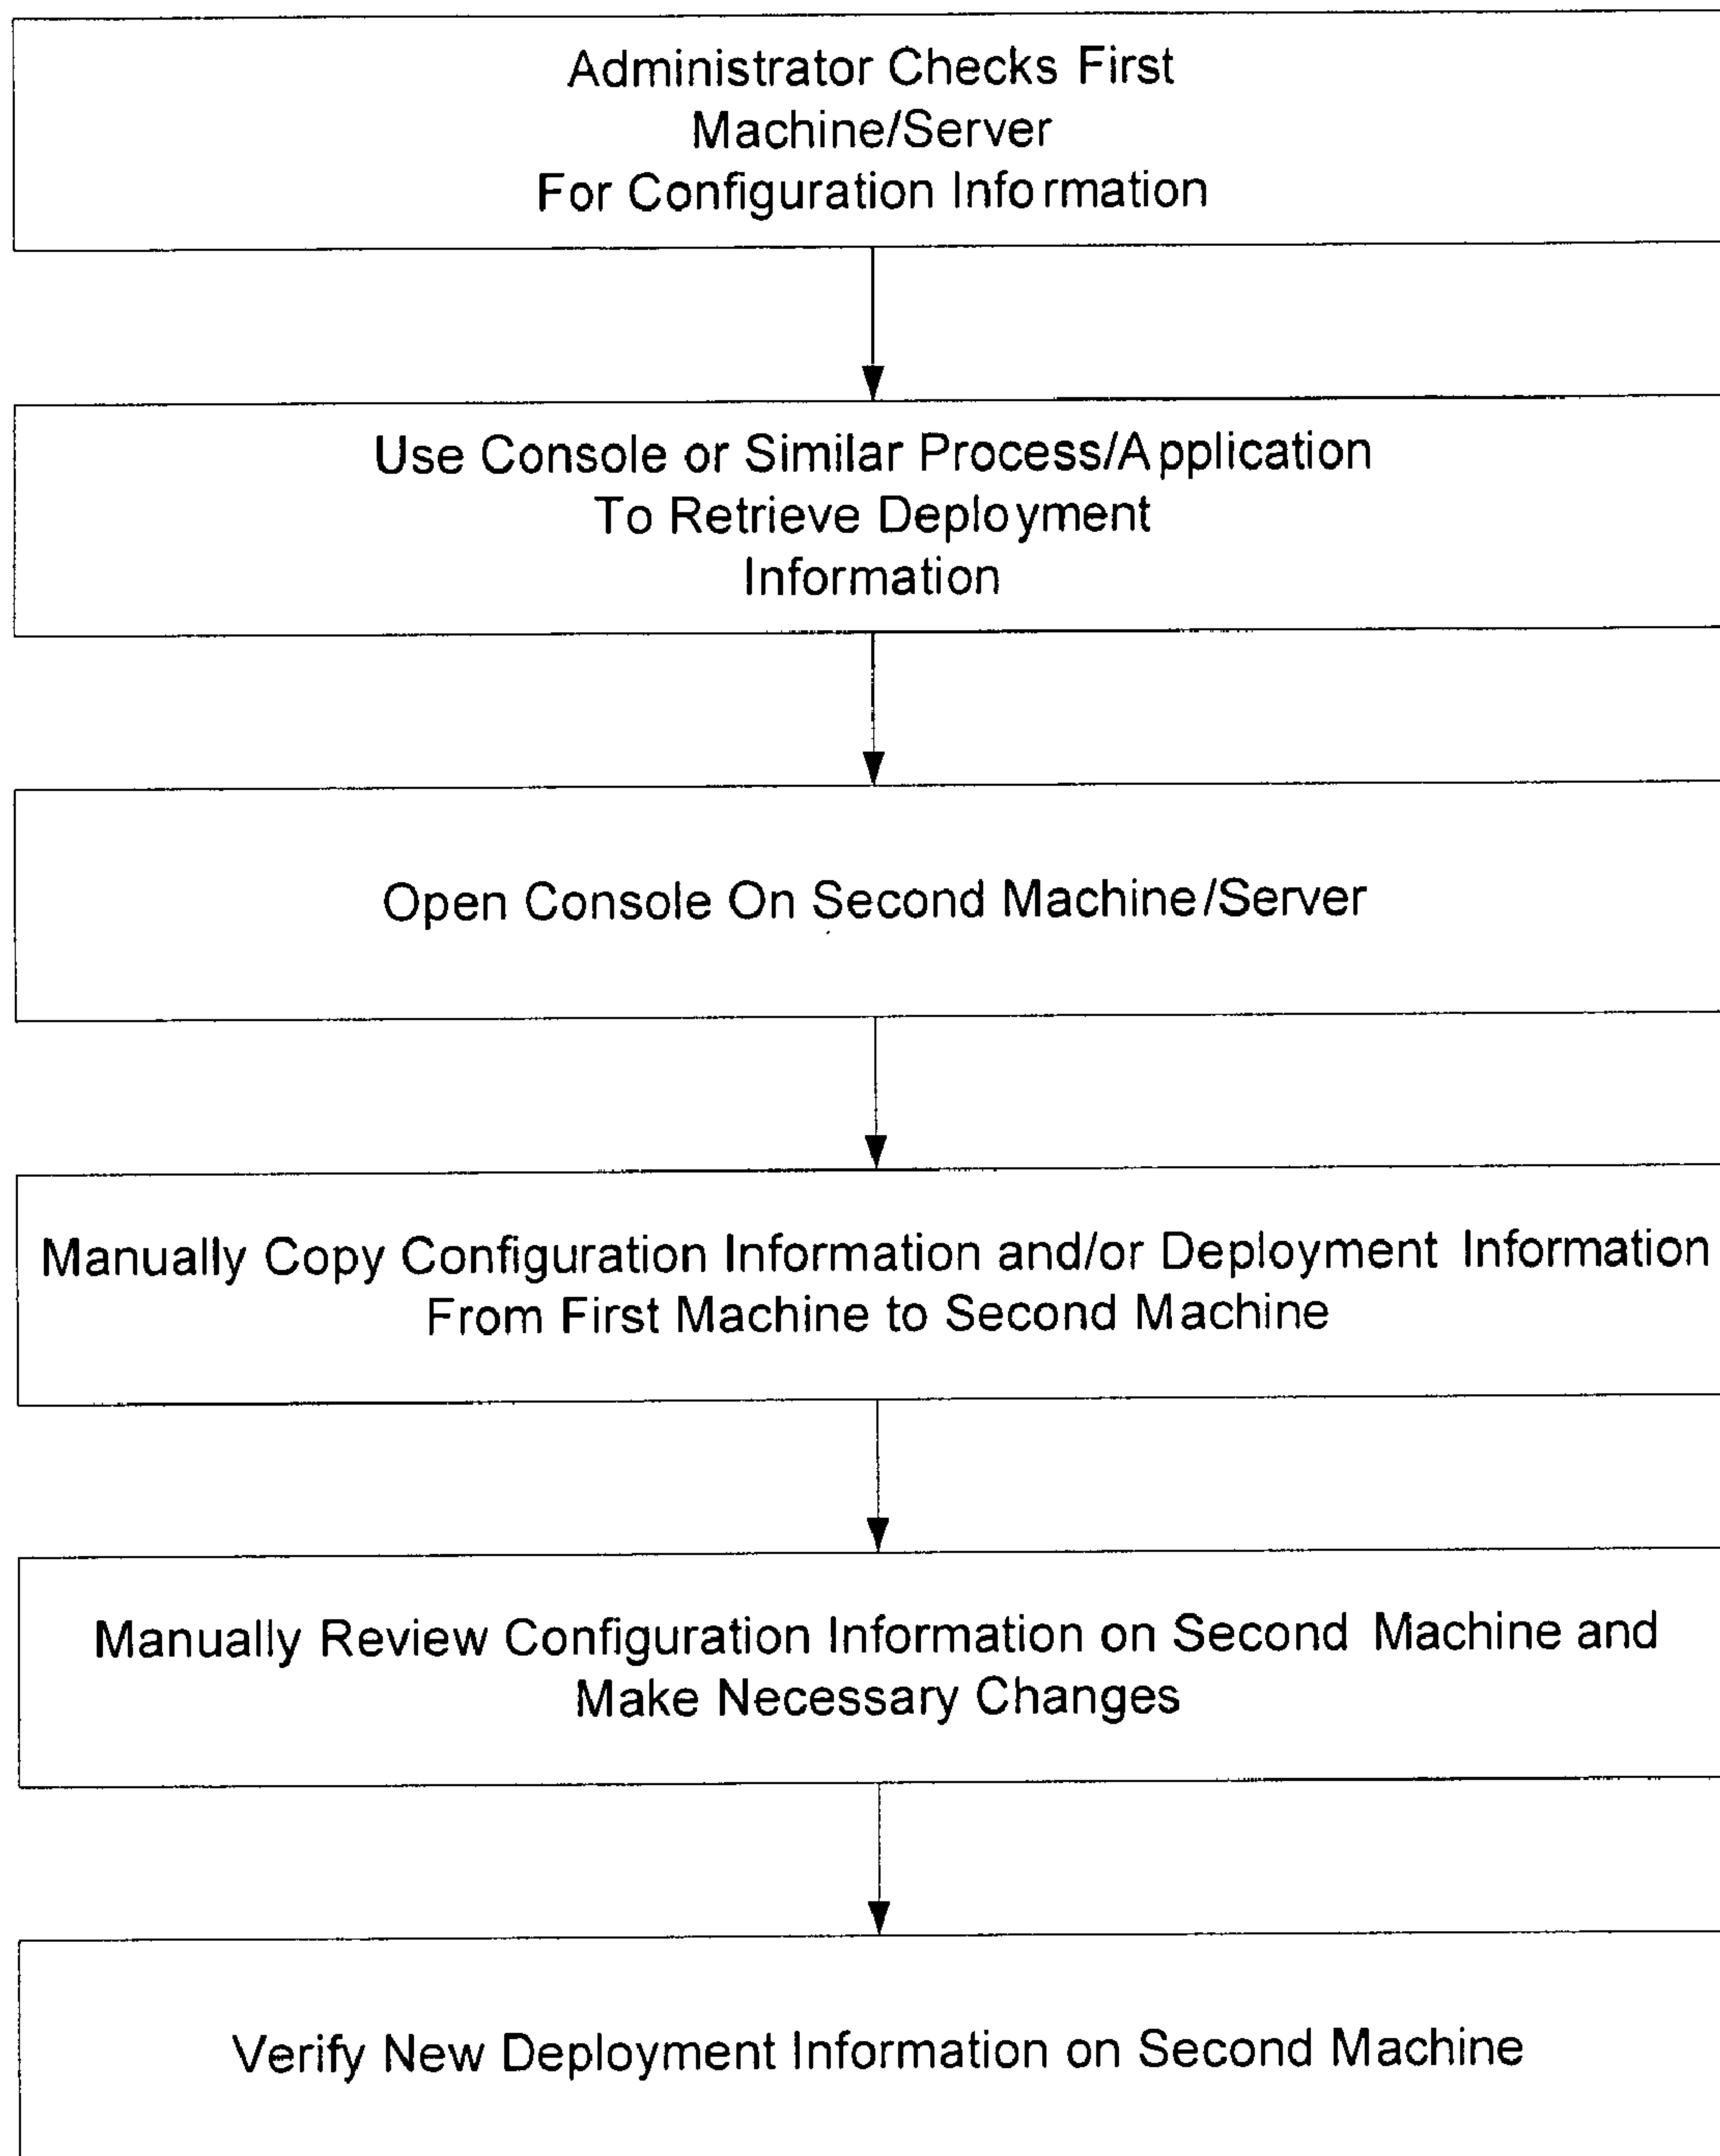 Administrator Checks First
Machine/Server
For Configuration Information
Use Console or Similar Process/Application
To Retrieve Deployment
Information
Open Console On Second Machine/Server
Manually Copy Configuration Information and/or Deployment Information
From First Machine to Second Machine
Manually Review Configuration Information on Second Machine and
Make Necessary Changes
Verify New Deployment Information on Second Machine